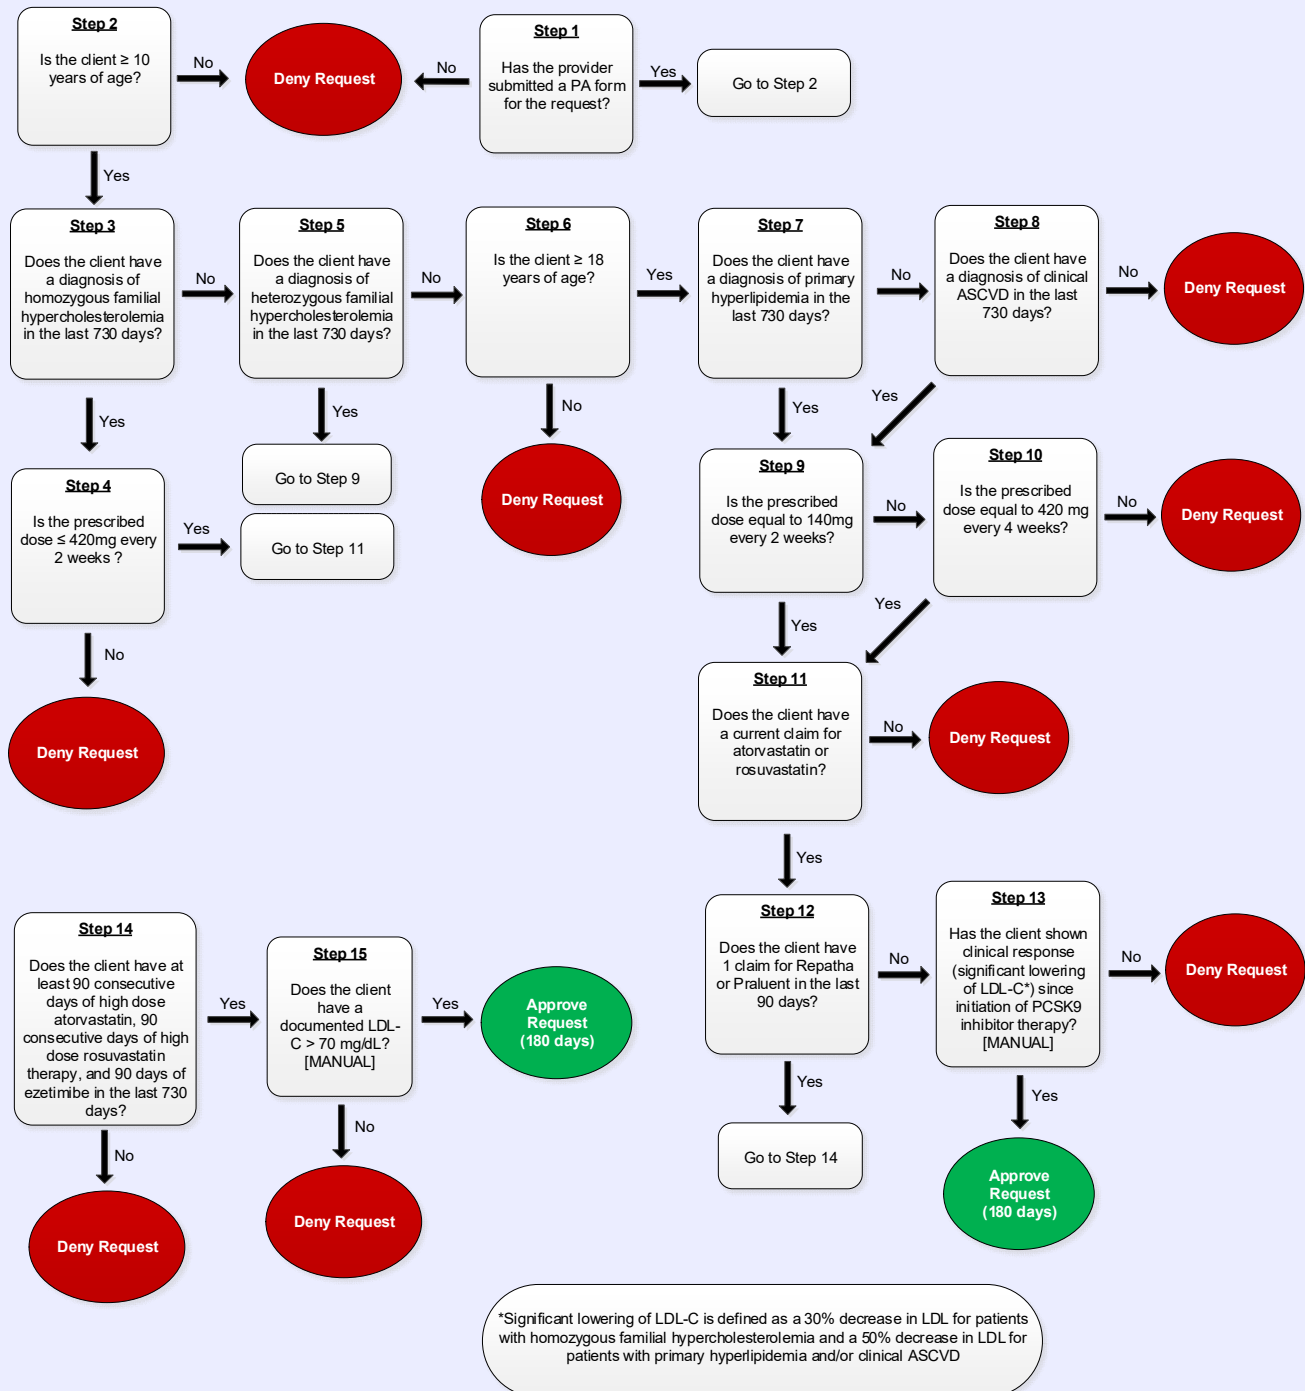 Step 2
Is the client ≥ 10
years of age?
No
Deny Request
No
Step 1
Has the provider
submitted a PA form
for the request?
Yes
Go to Step 2
Yes
Step 3
Does the client have
a diagnosis of
homozygous familial
hypercholesterolemia
in the last 730 days?
No
Step 5
Does the client have
a diagnosis of
heterozygous familial
hypercholesterolemia
in the last 730 days?
No
Step 6
Is the client ≥ 18
years of age?
Yes
Step 7
Does the client have
a diagnosis of primary
hyperlipidemia in the
last 730 days?
No
Step 8
Does the client have
a diagnosis of clinical
ASCVD in the last
730 days?
No
Deny Request
Yes
Yes
No
Yes
Yes
Step 4
Is the prescribed
dose ≤ 420mg every
2 weeks ?
Yes
Go to Step 9
Go to Step 11
Deny Request
Step 9
Is the prescribed
dose equal to 140mg
every 2 weeks?
No
Step 10
Is the prescribed
dose equal to 420 mg
every 4 weeks?
No
Deny Request
No
Deny Request
Yes
Yes
Step 11
Does the client have
a current claim for
atorvastatin or
rosuvastatin?
No
Deny Request
Yes
Step 14
Does the client have at
least 90 consecutive
days of high dose
atorvastatin, 90
consecutive days of high
dose rosuvastatin
therapy, and 90 days of
ezetimibe in the last 730
days?
Yes
Step 15
Does the client
have a
documented LDL-
C > 70 mg/dL?
[MANUAL]
Yes
Approve
Request
(180 days)
Step 12
Does the client have
1 claim for Repatha
or Praluent in the last
90 days?
No
Step 13
Has the client shown
clinical response
(significant lowering
of LDL-C*) since
initiation of PCSK9
inhibitor therapy?
[MANUAL]
No
Deny Request
No
Deny Request
No
Deny Request
Yes
Go to Step 14
Yes
Approve
Request
(180 days)
*Significant lowering of LDL-C is defined as a 30% decrease in LDL for patients
with homozygous familial hypercholesterolemia and a 50% decrease in LDL for
patients with primary hyperlipidemia and/or clinical ASCVD